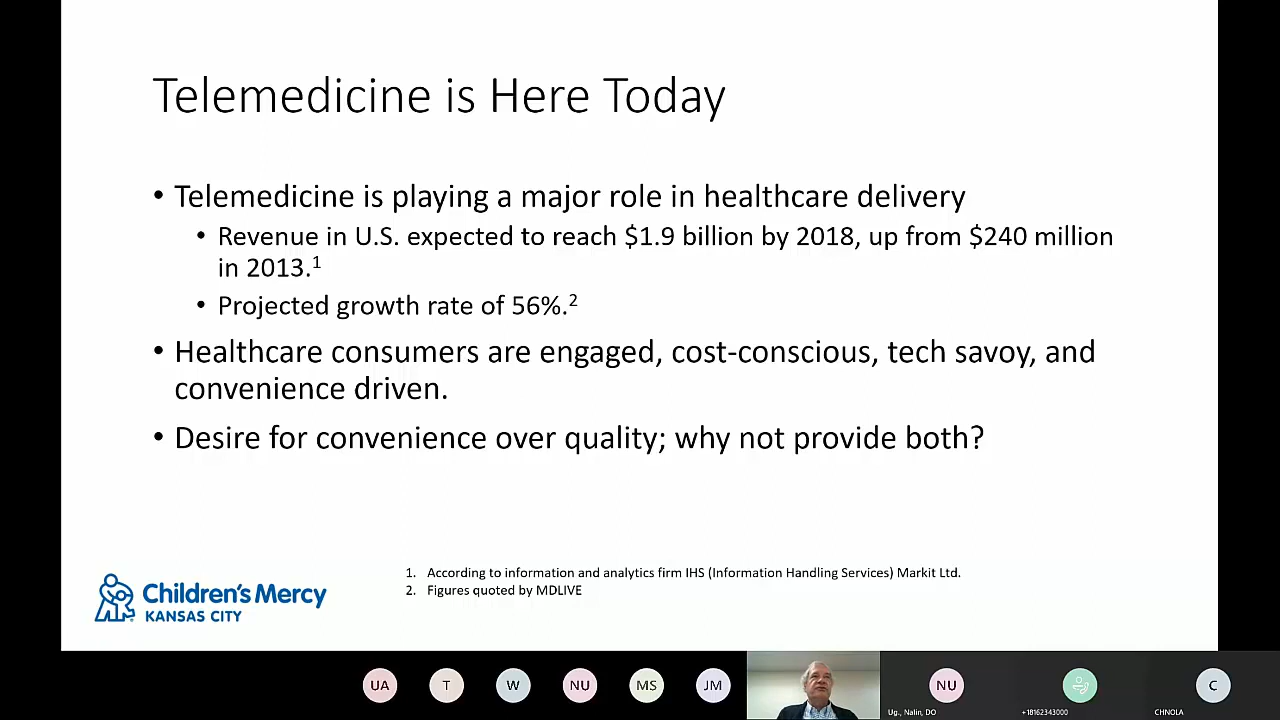 Telemedicine is Here Today
• Telemedicine is playing a major role in healthcare delivery
• Revenue in U.S. expected to reach $1.9 billion by 2018, up from $240 million
in 2013.1
• Projected growth rate of 56%.2
• Healthcare consumers are engaged, cost-conscious, tech savoy, and
convenience driven.
• Desire for convenience over quality; why not provide both?
1. According to information and analytics firm IHS (Information Handling Services) Markit Ltd.
2. Figures quoted by MDLIVE
Children's Mercy
KANSAS CITY
UA T W NU MS JM NU C
Ug., Nalin, DO +18162343000 CHNOLA